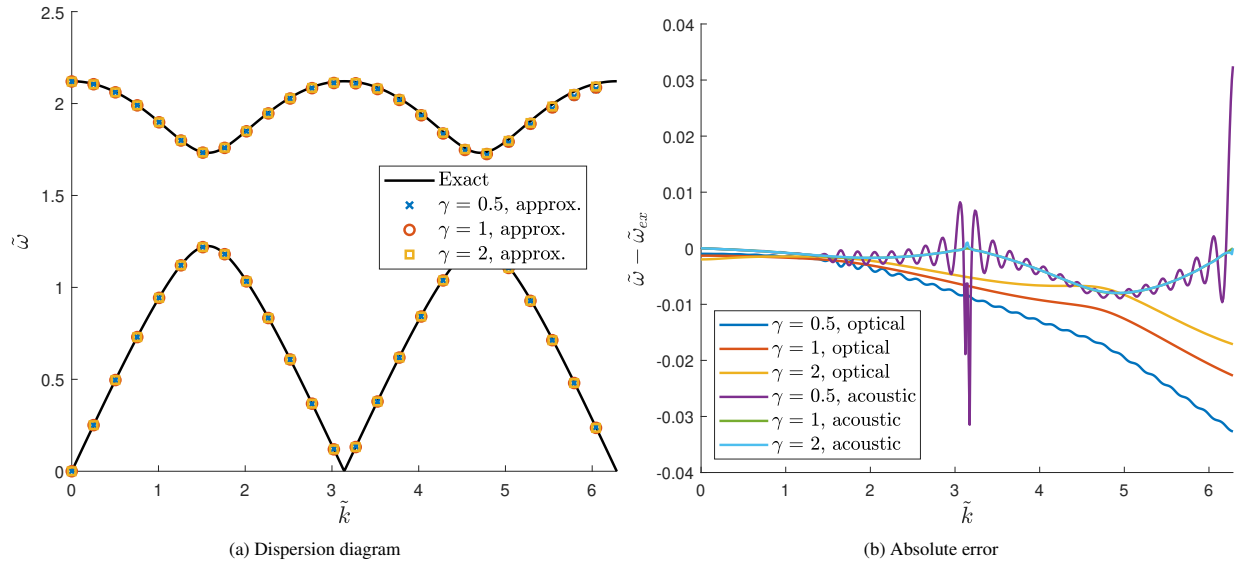 2.5
2
1.5
1
0.5
0
ω̃
Exact
γ = 0.5, approx.
γ = 1, approx.
γ = 2, approx.
0 1 2 3 4 5 6
k̃
(a) Dispersion diagram
0.04
0.03
0.02
0.01
0
-0.01
-0.02
-0.03
-0.04
ω̃ − ω̃ex
γ = 0.5, optical
γ = 1, optical
γ = 2, optical
γ = 0.5, acoustic
γ = 1, acoustic
γ = 2, acoustic
0 1 2 3 4 5 6
k̃
(b) Absolute error